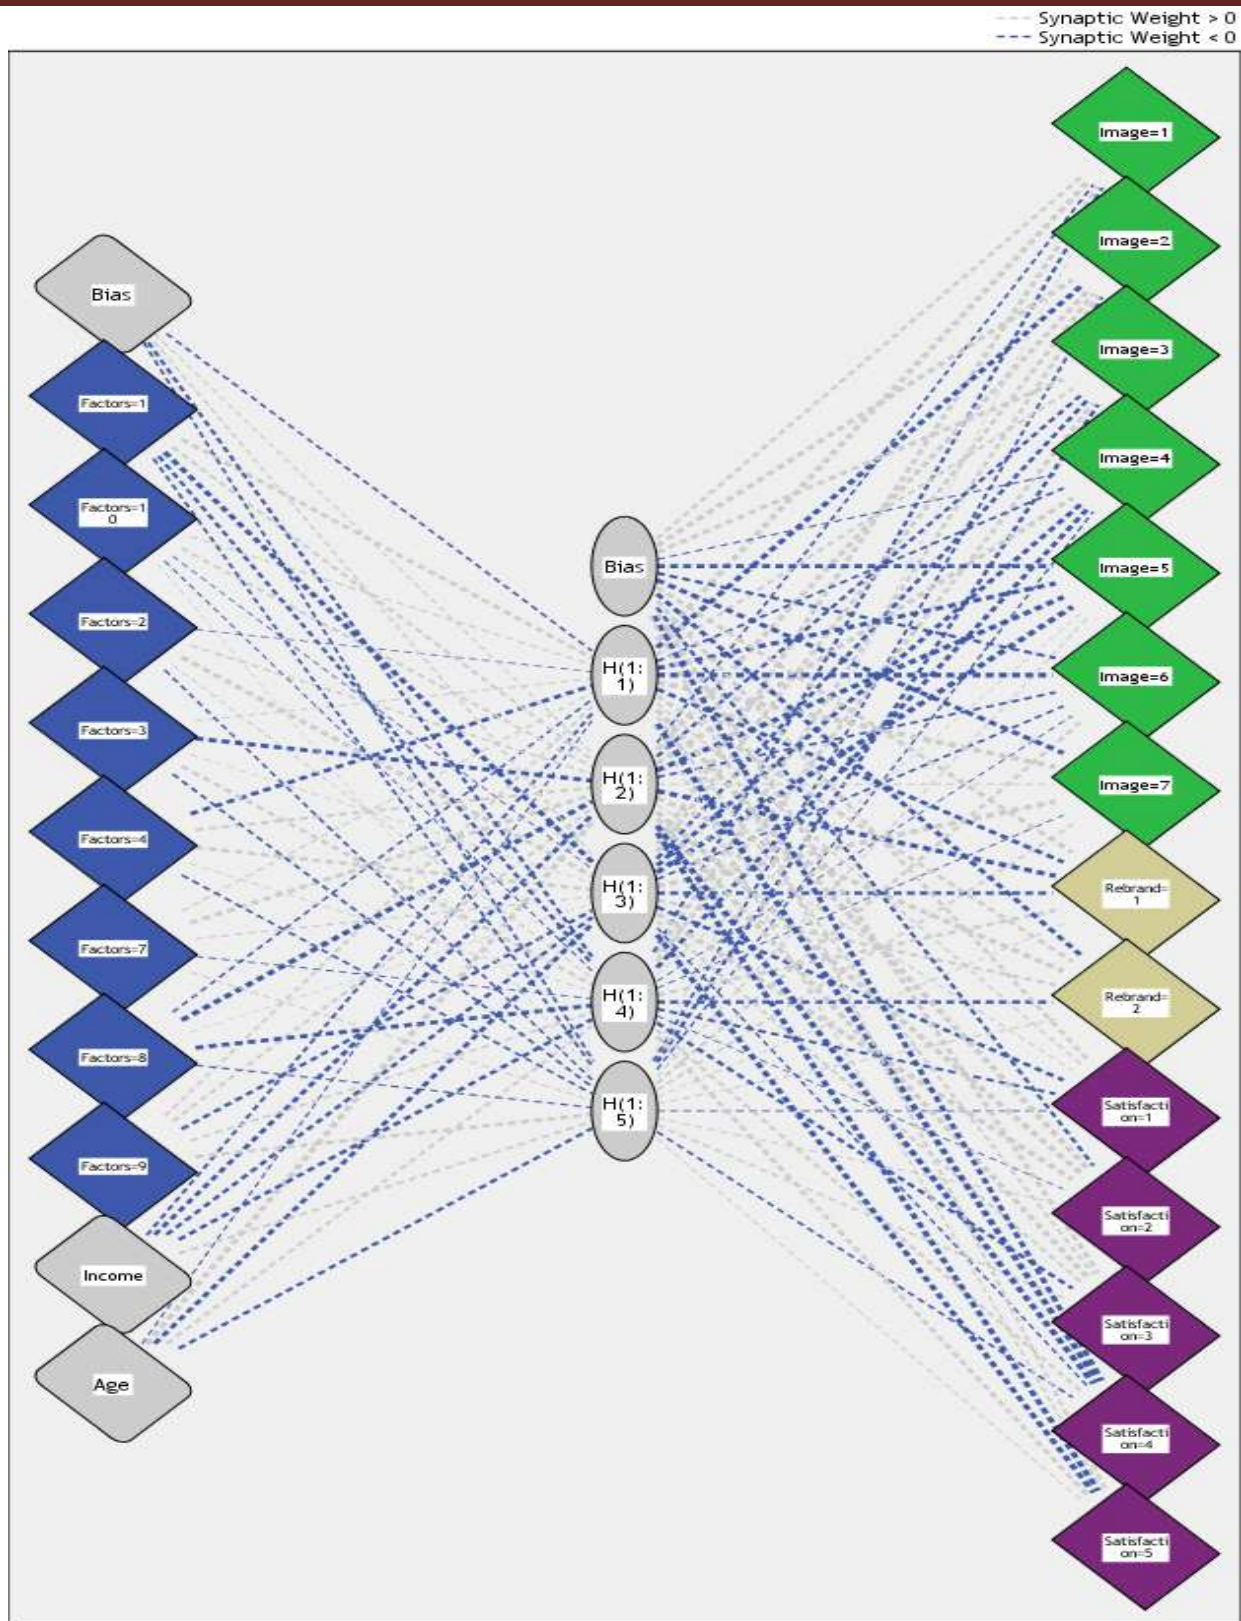 Synaptic Weight > 0
Synaptic Weight < 0
Bias
Factors=1
Factors=1
0
Factors=2
Factors=3
Factors=4
Factors=7
Factors=8
Factors=9
Income
Age
Bias
H(1:
1)
H(1:
2)
H(1:
3)
H(1:
4)
H(1:
5)
Image=1
Image=2
Image=3
Image=4
Image=5
Image=6
Image=7
Rebrand=
1
Rebrand=
2
Satisfacti
on=1
Satisfacti
on=2
Satisfacti
on=3
Satisfacti
on=4
Satisfacti
on=5